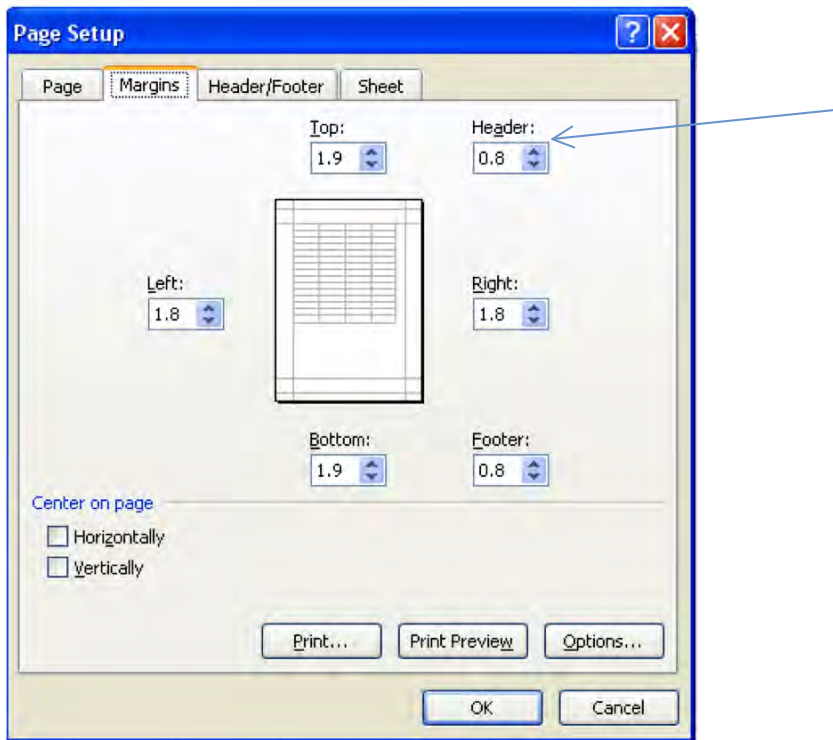 Page Setup
Page Margins Header/Footer Sheet
Top: Header:
1.9 0.8
Left: Right:
1.8 1.8
Bottom: Footer:
1.9 0.8
Center on page
Horizontally
Vertically
Print... Print Preview Options...
OK Cancel